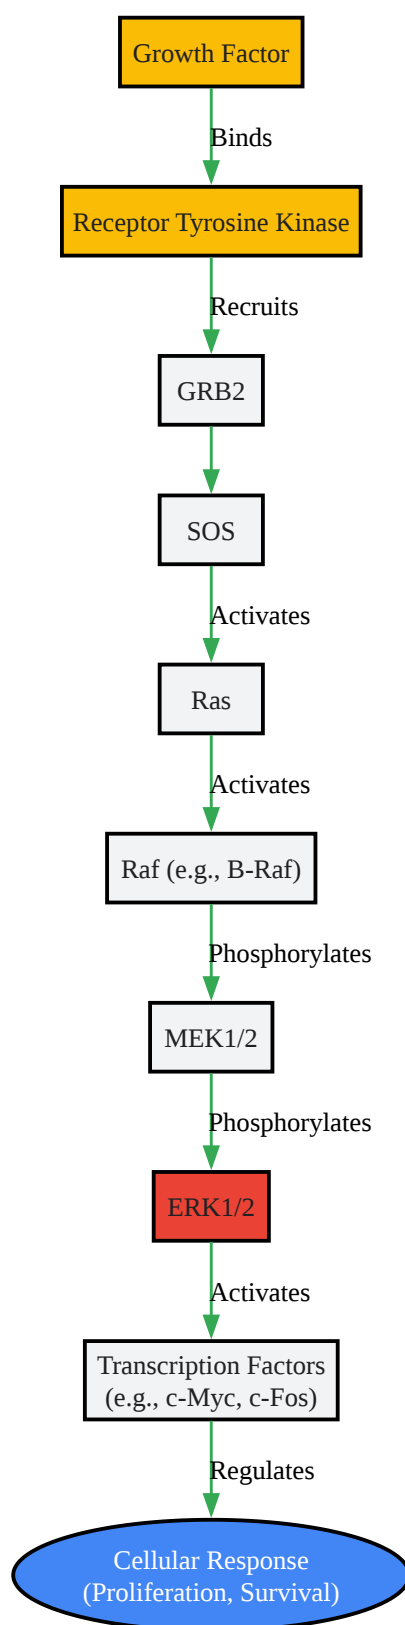 Growth Factor
Binds
Receptor Tyrosine Kinase
Recruits
GRB2
SOS
Activates
Ras
Activates
Raf (e.g., B-Raf)
Phosphorylates
MEK1/2
Phosphorylates
ERK1/2
Activates
Transcription Factors
(e.g., c-Myc, c-Fos)
Regulates
Cellular Response
(Proliferation, Survival)